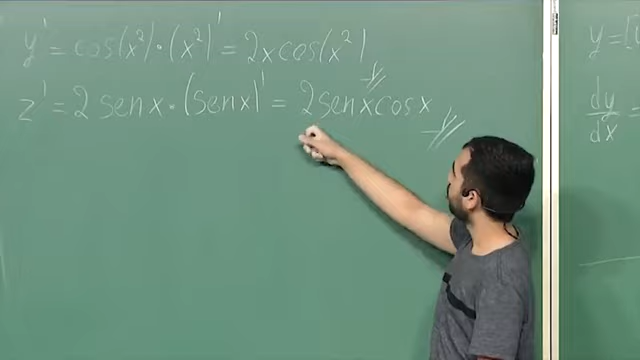 y' = cos(x²)·(x²)' = 2x cos(x²)
z' = 2 sen x · (sen x)' = 2 sen x cos x
y =
dy/dx =